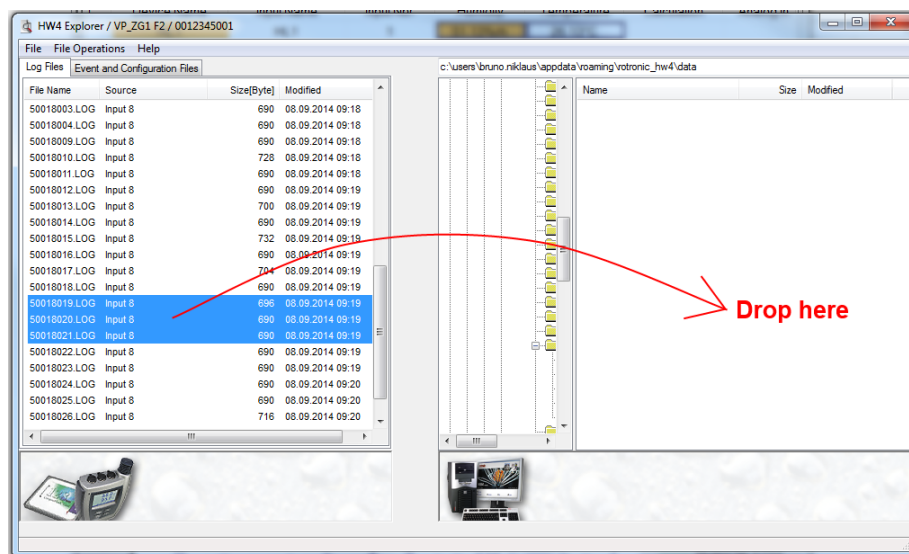 Device Name Input Name Humidity Temperature Calculation
HW4 Explorer / VP_ZG1 F2 / 0012345001
File File Operations Help
Log Files Event and Configuration Files c:\users\bruno.niklaus\appdata\roaming\rotronic_hw4\data
File Name Source Size[Byte] Modified Name Size Modified
50018003.LOG Input 8 690 08.09.2014 09:18
50018004.LOG Input 8 690 08.09.2014 09:18
50018009.LOG Input 8 690 08.09.2014 09:18
50018010.LOG Input 8 728 08.09.2014 09:18
50018011.LOG Input 8 690 08.09.2014 09:18
50018012.LOG Input 8 690 08.09.2014 09:19
50018013.LOG Input 8 700 08.09.2014 09:19
50018014.LOG Input 8 690 08.09.2014 09:19
50018015.LOG Input 8 732 08.09.2014 09:19
50018016.LOG Input 8 690 08.09.2014 09:19
50018017.LOG Input 8 704 08.09.2014 09:19
50018018.LOG Input 8 690 08.09.2014 09:19
50018019.LOG Input 8 696 08.09.2014 09:19
50018020.LOG Input 8 690 08.09.2014 09:19
50018021.LOG Input 8 690 08.09.2014 09:19
50018022.LOG Input 8 690 08.09.2014 09:19
50018023.LOG Input 8 690 08.09.2014 09:19
50018024.LOG Input 8 690 08.09.2014 09:20
50018025.LOG Input 8 690 08.09.2014 09:20
50018026.LOG Input 8 716 08.09.2014 09:20
Drop here